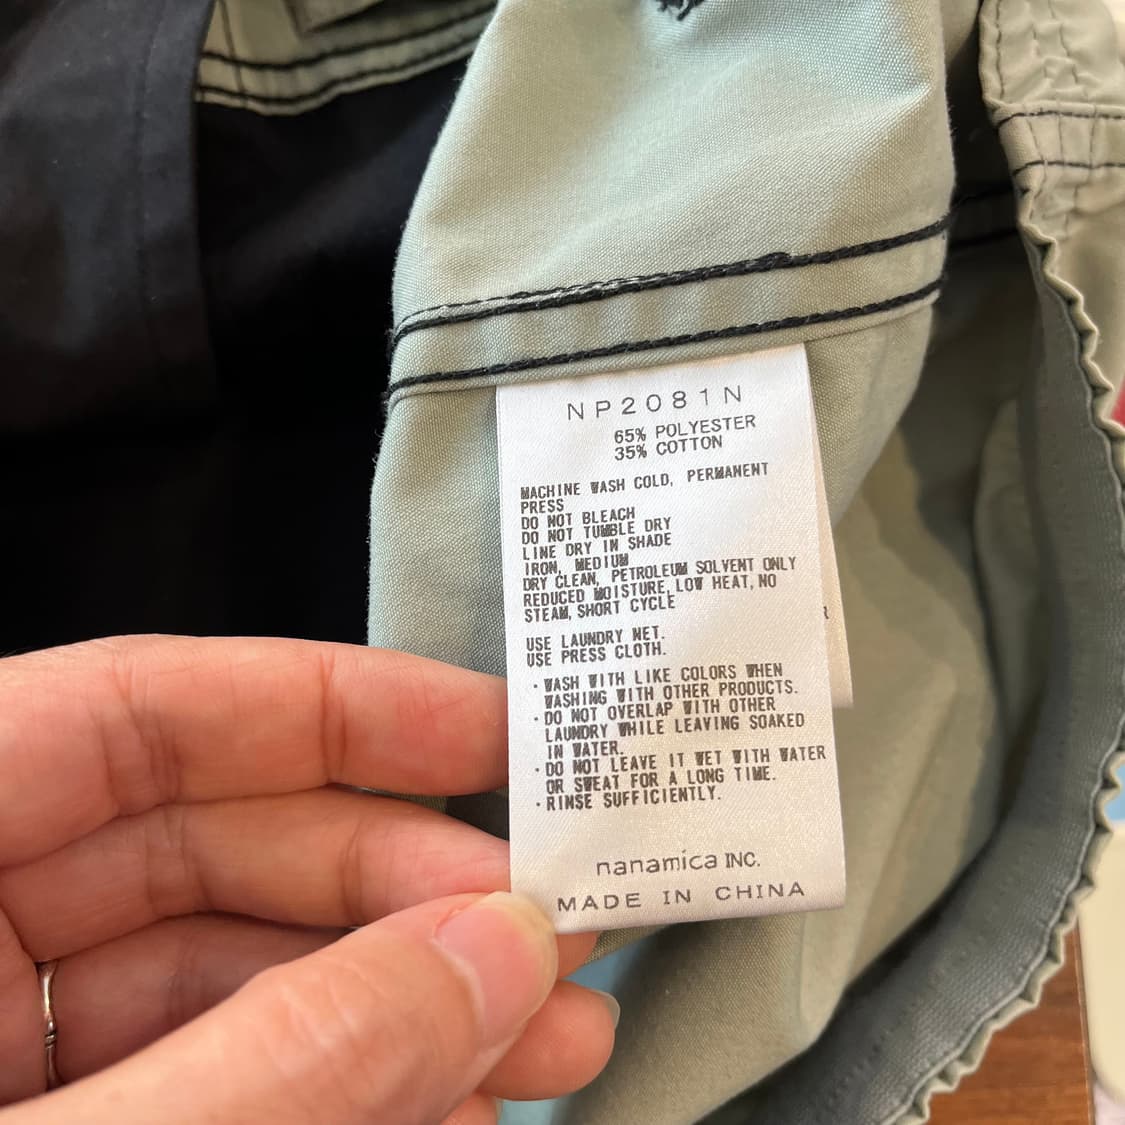 NP2081N
65% POLYESTER
35% COTTON
MACHINE WASH COLD, PERMANENT
PRESS
DO NOT BLEACH
DO NOT TUMBLE DRY
LINE DRY IN SHADE
IRON, MEDIUM
DRY CLEAN, PETROLEUM SOLVENT ONLY
REDUCED MOISTURE, LOW HEAT, NO
STEAM, SHORT CYCLE
USE LAUNDRY NET.
USE PRESS CLOTH.
・WASH WITH LIKE COLORS WHEN
WASHING WITH OTHER PRODUCTS.
・DO NOT OVERLAP WITH OTHER
LAUNDRY WHILE LEAVING SOAKED
IN WATER.
・DO NOT LEAVE IT WET WITH WATER
OR SWEAT FOR A LONG TIME.
・RINSE SUFFICIENTLY.
nanamica INC.
MADE IN CHINA